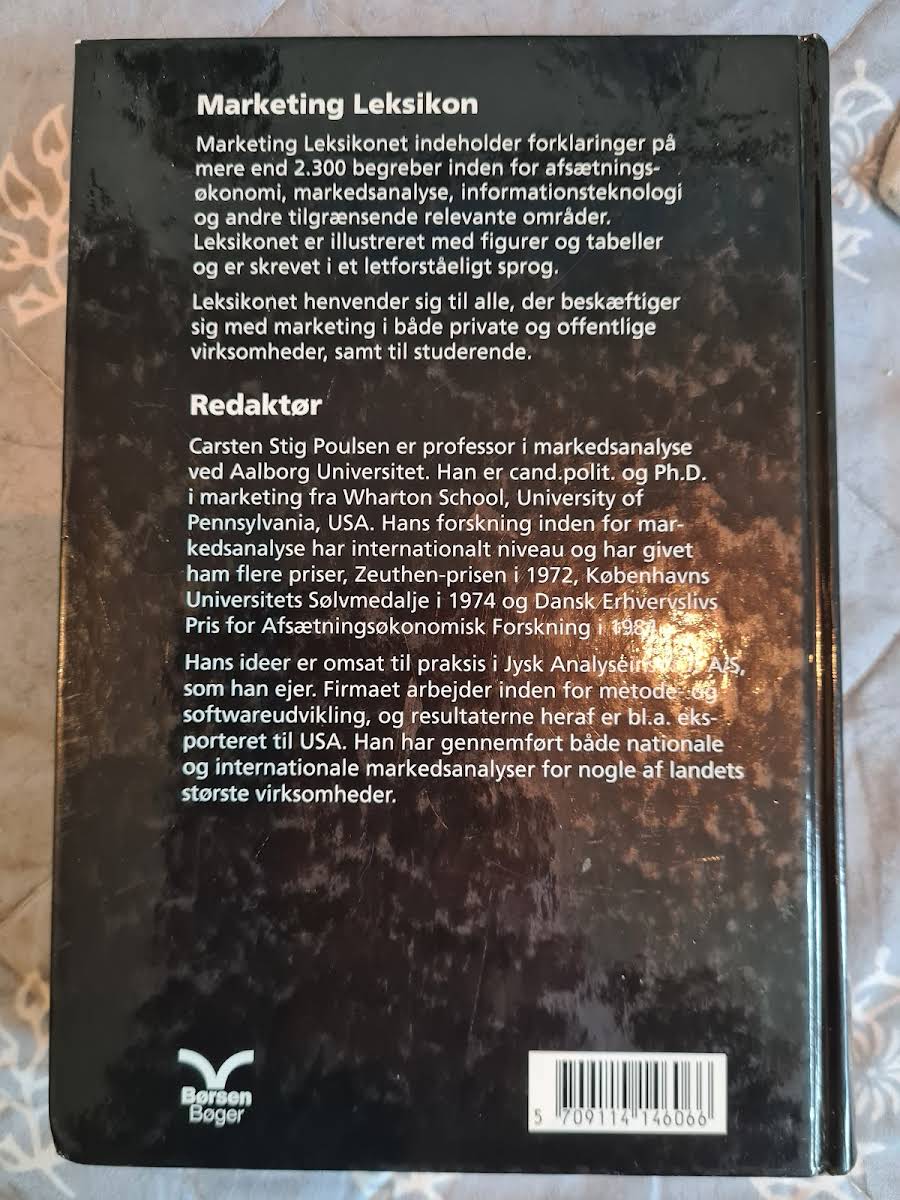 Marketing Leksikon
Marketing Leksikonet indeholder forklaringer på
mere end 2.300 begreber inden for afsætnings-
økonomi, markedsanalyse, informationsteknologi
og andre tilgrænsende relevante områder.
Leksikonet er illustreret med figurer og tabeller
og er skrevet i et letforståeligt sprog.
Leksikonet henvender sig til alle, der beskæftiger
sig med marketing i både private og offentlige
virksomheder, samt til studerende.
Redaktør
Carsten Stig Poulsen er professor i markedsanalyse
ved Aalborg Universitet. Han er cand.polit. og Ph.D.
i marketing fra Wharton School, University of
Pennsylvania, USA. Hans forskning inden for mar-
kedsanalyse har internationalt niveau og har givet
ham flere priser, Zeuthen-prisen i 1972, Københavns
Universitets Sølvmedalje i 1974 og Dansk Erhvervslivs
Pris for Afsætningsøkonomisk Forskning i
Hans ideer er omsat til praksis i Jysk A/S,
som han ejer. Firmaet arbejder inden for metode- og
softwareudvikling, og resultaterne heraf er bl.a. eks-
porteret til USA. Han har gennemført både nationale
og internationale markedsanalyser for nogle af landets
største virksomheder.
Børsen
Bøger
5 709114 146066